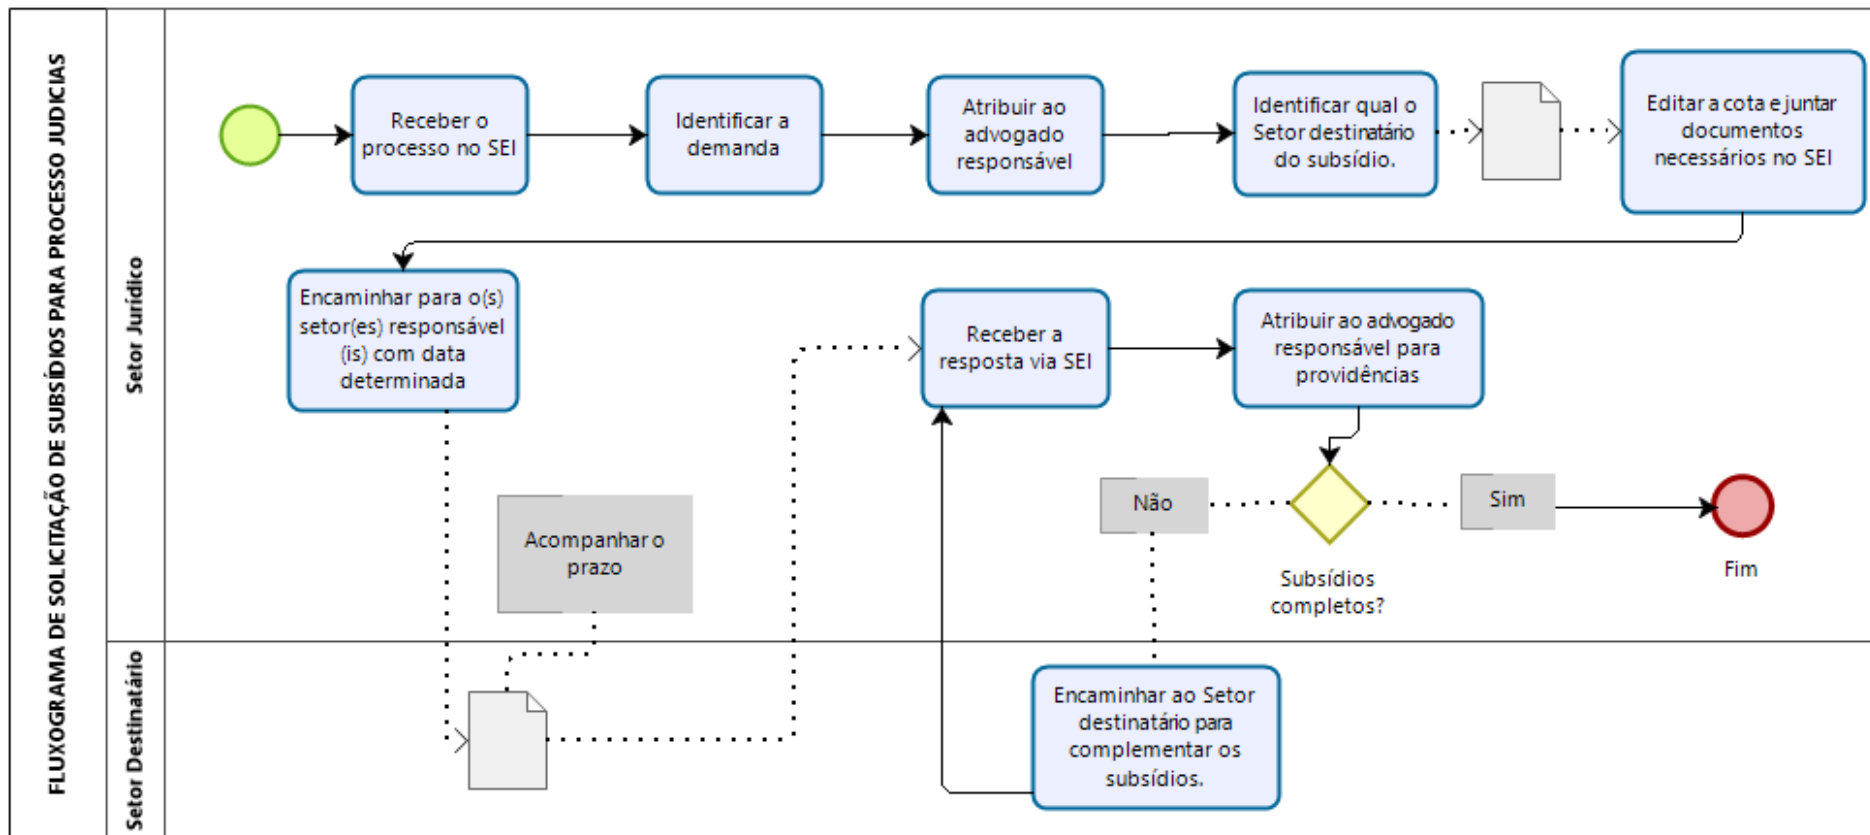 FLUXOGRAMA DE SOLICITAÇÃO DE SUBSÍDIOS PARA PROCESSO JUDICIAS
Setor Jurídico
Receber o
processo no SEI
Identificar a
demanda
Atribuir ao
advogado
responsável
Identificar qual o
Setor destinatário
do subsídio.
Editar a cota e juntar
documentos
necessários no SEI
Encaminhar para o(s)
setor(es) responsável
(is) com data
determinada
Receber a
resposta via SEI
Atribuir ao advogado
responsável para
providências
Acompanhar o
prazo
Não
Sim
Subsídios
completos?
Fim
Setor Destinatário
Encaminhar ao Setor
destinatário para
complementar os
subsídios.